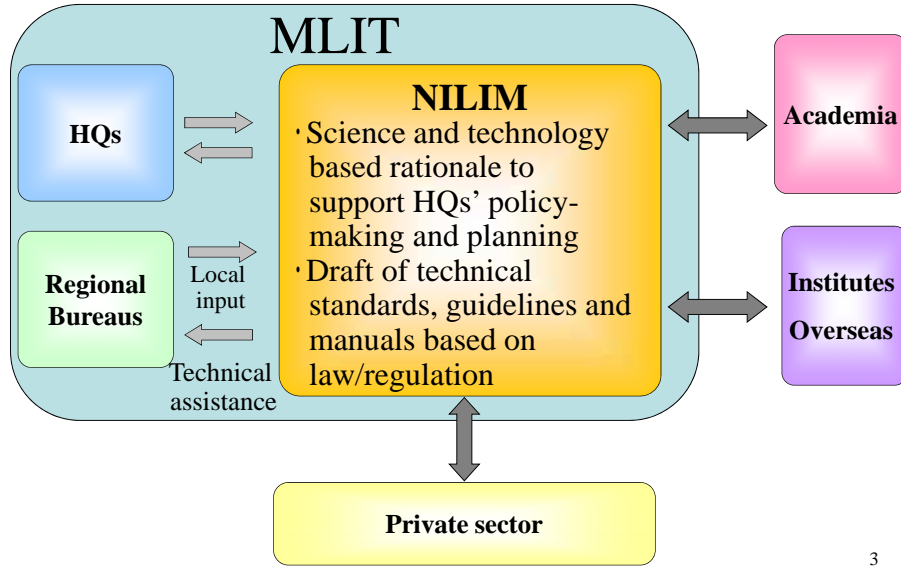 MLIT
HQs
NILIM
・Science and technology
based rationale to
support HQs’ policy-
making and planning
・Draft of technical
standards, guidelines and
manuals based on
law/regulation
Regional
Bureaus
Local
input
Technical
assistance
Academia
Institutes
Overseas
Private sector
3